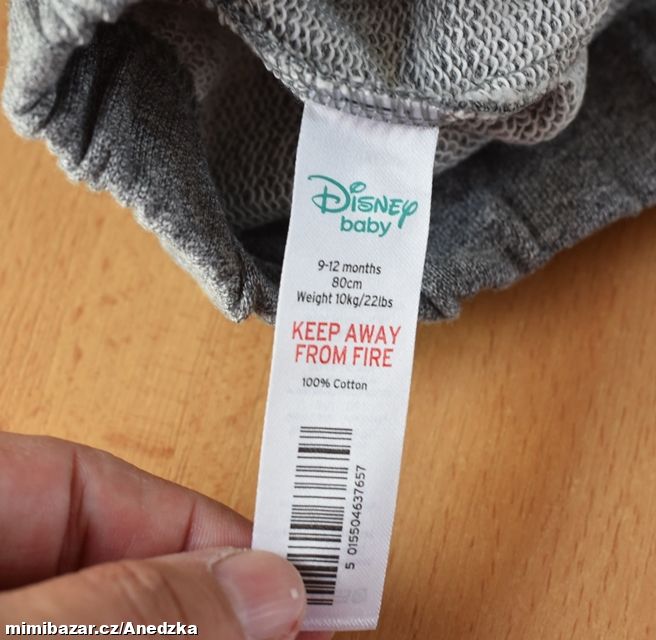 Disney
baby
9-12 months
80cm
Weight 10kg/22lbs
KEEP AWAY
FROM FIRE
100% Cotton
5 015504637657
mimibazar.cz/Anedzka